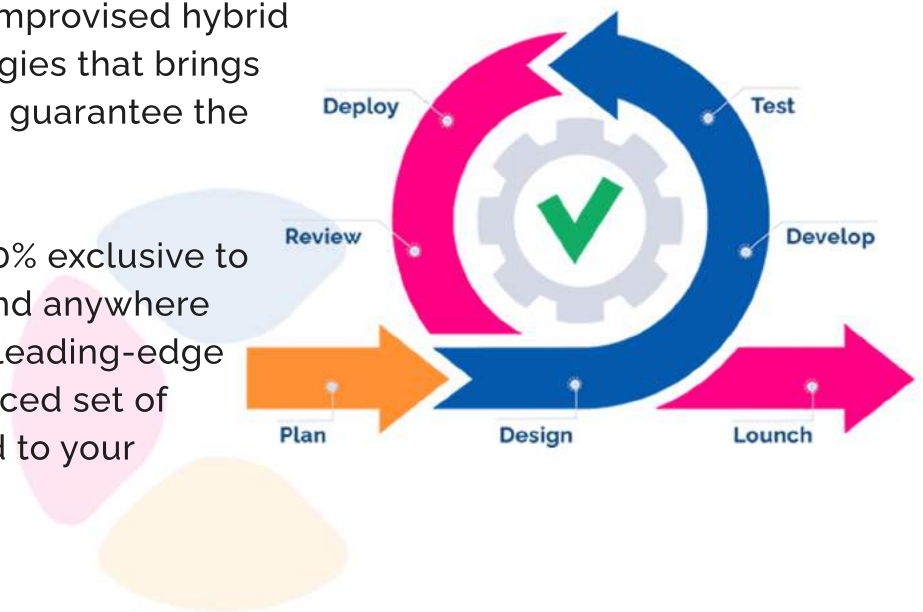 mprovised hybrid
gies that brings
guarantee the
0% exclusive to
nd anywhere
leading-edge
ced set of
d to your
Deploy
Test
Review
Develop
Plan
Design
Lounch